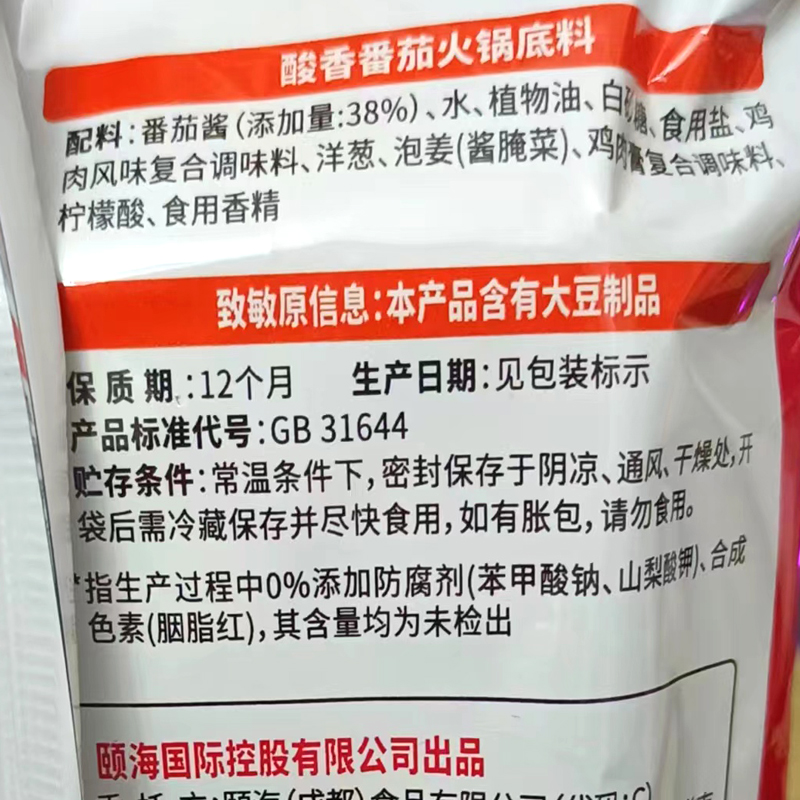 酸香番茄火锅底料
配料:番茄酱(添加量:38%)、水、植物油、白砂糖、食用盐、鸡
肉风味复合调味料、洋葱、泡姜(酱腌菜)、鸡肉膏复合调味料、
柠檬酸、食用香精
致敏原信息:本产品含有大豆制品
保质期:12个月 生产日期:见包装标示
产品标准代号:GB 31644
贮存条件:常温条件下,密封保存于阴凉、通风、干燥处,开
袋后需冷藏保存并尽快食用,如有胀包,请勿食用。
*指生产过程中0%添加防腐剂(苯甲酸钠、山梨酸钾)、合成
色素(胭脂红),其含量均为未检出
颐海国际控股有限公司出品